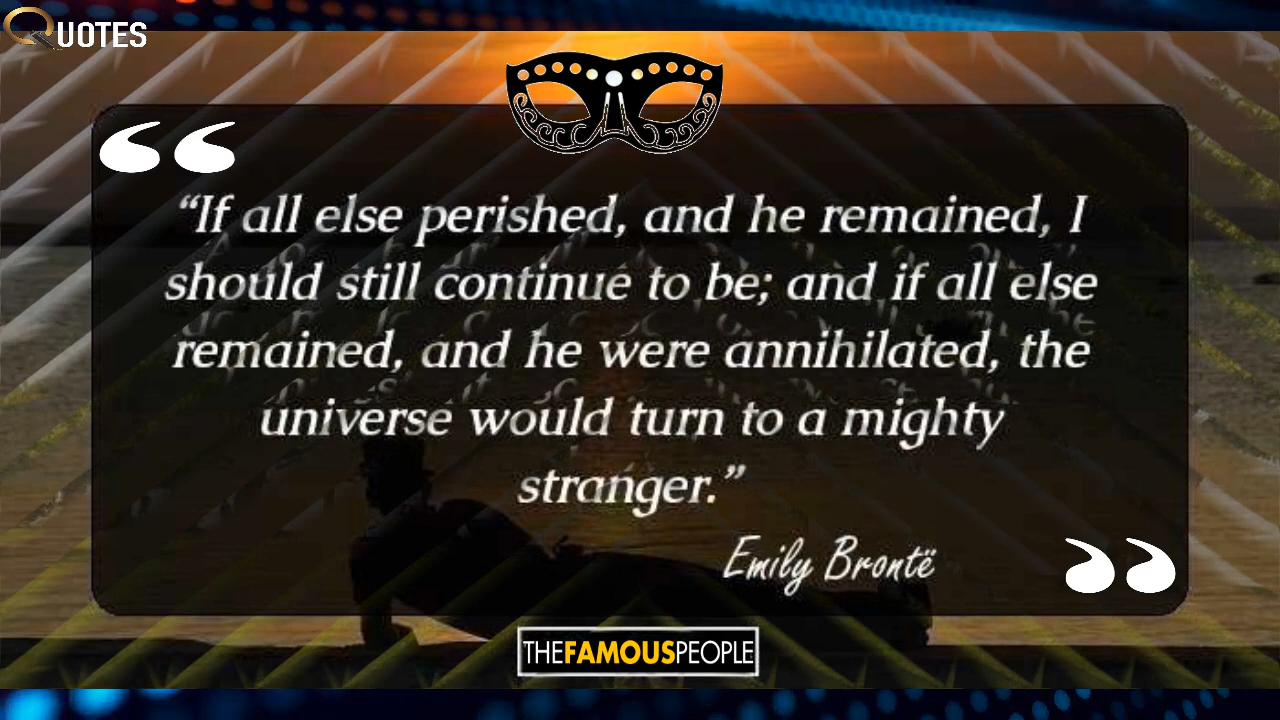 QUOTES
“If all else perished, and he remained, I
should still continue to be; and if all else
remained, and he were annihilated, the
universe would turn to a mighty
stranger.”
Emily Brontë
THEFAMOUSPEOPLE